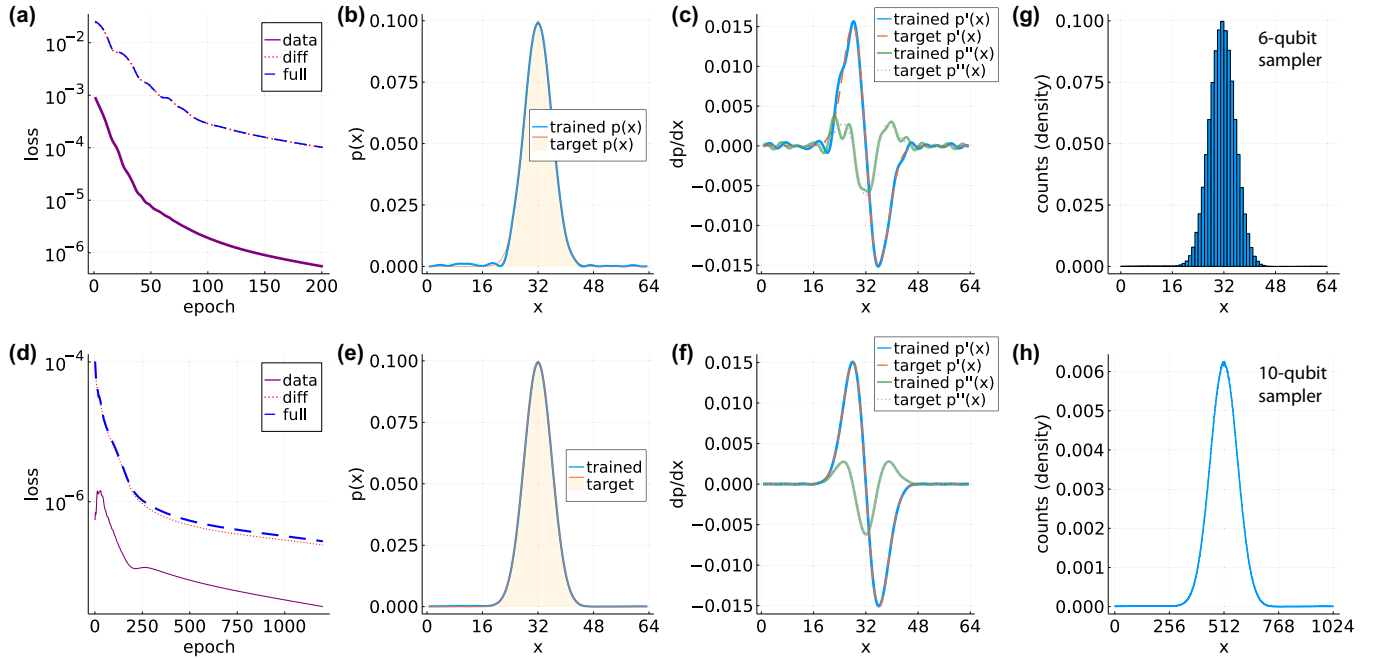 (a)
10⁻²
10⁻³
10⁻⁴
10⁻⁵
10⁻⁶
loss
0
50
100
150
200
epoch
data
diff
full
(b)
0.100
0.075
0.050
0.025
0.000
p(x)
0
16
32
48
64
x
trained p(x)
target p(x)
(c)
0.015
0.010
0.005
0.000
−0.005
−0.010
−0.015
dp/dx
0
16
32
48
64
x
trained p'(x)
target p'(x)
trained p''(x)
target p''(x)
(g)
0.100
0.075
0.050
0.025
0.000
counts (density)
0
16
32
48
64
x
6-qubit
sampler
(d)
10⁻⁴
10⁻⁶
loss
0
250
500
750
1000
epoch
data
diff
full
(e)
0.100
0.075
0.050
0.025
0.000
p(x)
0
16
32
48
64
x
trained
target
(f)
0.015
0.010
0.005
0.000
−0.005
−0.010
−0.015
dp/dx
0
16
32
48
64
x
trained p'(x)
target p'(x)
trained p''(x)
target p''(x)
(h)
0.006
0.005
0.004
0.003
0.002
0.001
0.000
counts (density)
0
256
512
768
1024
x
10-qubit
sampler